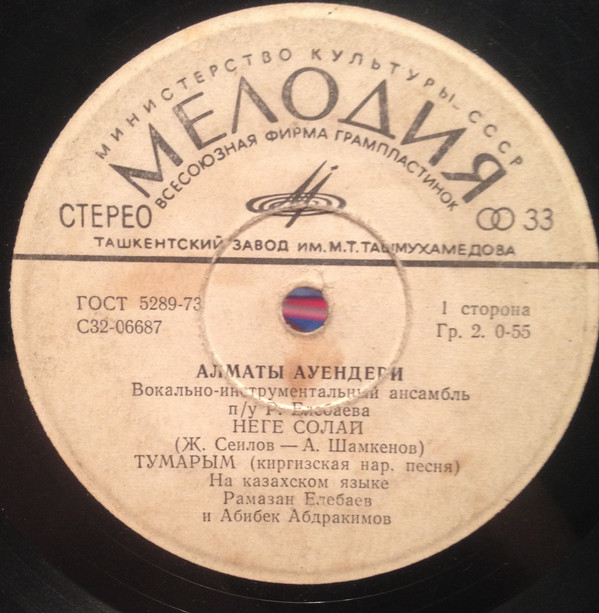 МИНИСТЕРСТВО КУЛЬТУРЫ СССР
МЕЛОДИЯ
ВСЕСОЮЗНАЯ ФИРМА ГРАМПЛАСТИНОК
СТЕРЕО
33
ТАШКЕНТСКИЙ ЗАВОД ИМ. М.Т. ТАШМУХАМЕДОВА
ГОСТ 5289-73
1 сторона
С32-06687
Гр. 2. 0-55
АЛМАТЫ АУЕНДЕРИ
Вокально-инструментальный ансамбль
п/у Р. Елебаева
НЕГЕ СОЛАЙ
(Ж. Сеилов — А. Шамкенов)
ТУМАРЫМ (киргизская нар. песня)
На казахском языке
Рамазан Елебаев
и Абибек Абдракимов